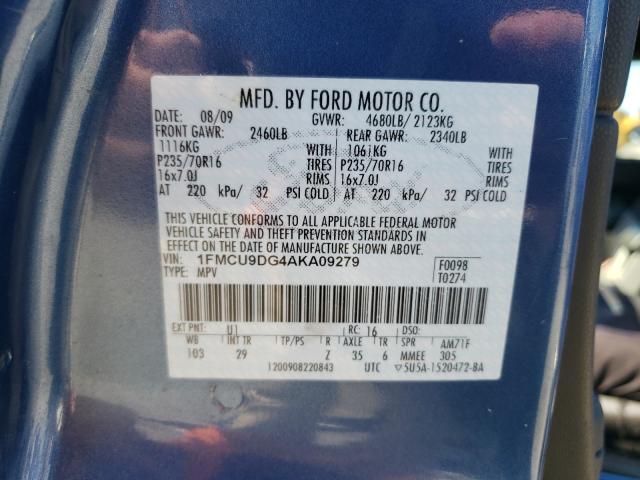 MFD. BY FORD MOTOR CO.
DATE: 08/09 GVWR: 4680LB/ 2123KG
FRONT GAWR: 2460LB REAR GAWR: 2340LB
1116KG WITH 1061KG WITH
P235/70R16 TIRES P235/70R16 TIRES
16x7.0J RIMS 16x7.0J RIMS
AT 220 kPa/ 32 PSI COLD AT 220 kPa/ 32 PSI COLD
THIS VEHICLE CONFORMS TO ALL APPLICABLE FEDERAL MOTOR
VEHICLE SAFETY AND THEFT PREVENTION STANDARDS IN
EFFECT ON THE DATE OF MANUFACTURE SHOWN ABOVE.
VIN: 1FMCU9DG4AKA09279 F0098
TYPE: MPV T0274
EXT PNT: U1 RC: 16 DSO:
WB INT TR TP/PS R AXLE TR SPR AM71F
103 29 Z 35 6 MMEE 305
1200908220843 UTC ▽5U5A-1520472-BA